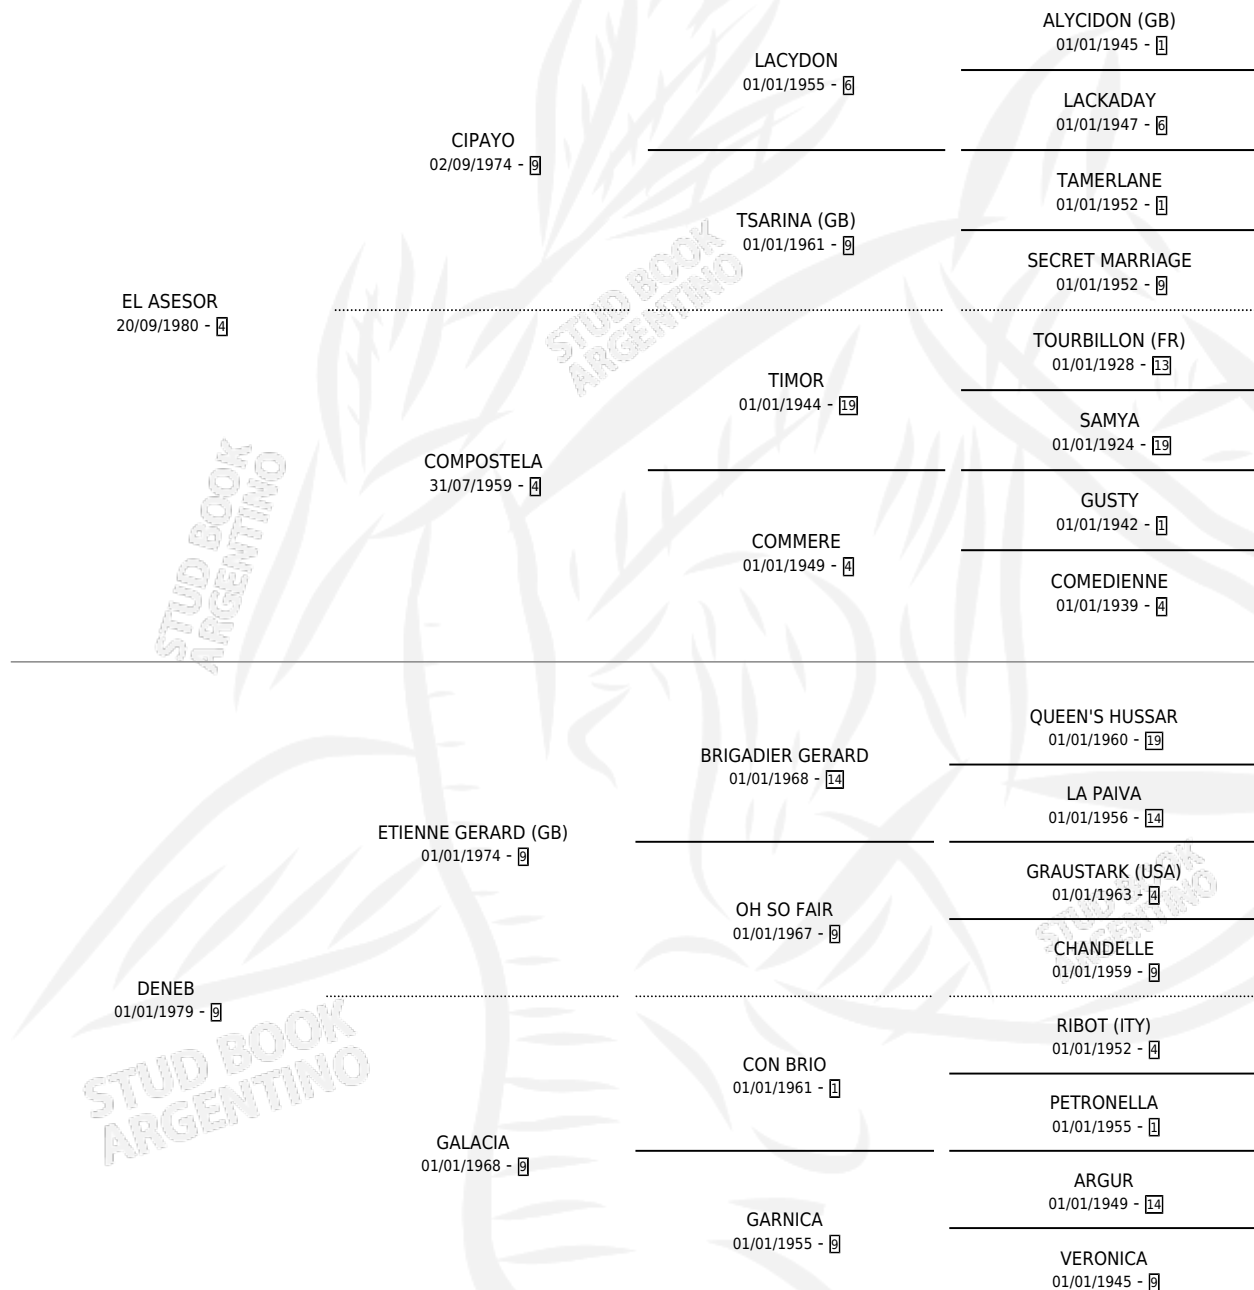 ALYCIDON (GB)
01/01/1945 - 1
LACYDON
01/01/1955 - 6
LACKADAY
01/01/1947 - 6
CIPAYO
02/09/1974 - 9
TAMERLANE
01/01/1952 - 1
TSARINA (GB)
01/01/1961 - 9
SECRET MARRIAGE
01/01/1952 - 9
EL ASESOR
20/09/1980 - 4
TOURBILLON (FR)
01/01/1928 - 13
TIMOR
01/01/1944 - 19
SAMYA
01/01/1924 - 19
COMPOSTELA
31/07/1959 - 4
GUSTY
01/01/1942 - 1
COMMERE
01/01/1949 - 4
COMEDIENNE
01/01/1939 - 4
QUEEN'S HUSSAR
01/01/1960 - 19
BRIGADIER GERARD
01/01/1968 - 14
LA PAIVA
01/01/1956 - 14
ETIENNE GERARD (GB)
01/01/1974 - 9
GRAUSTARK (USA)
01/01/1963 - 4
OH SO FAIR
01/01/1967 - 9
CHANDELLE
01/01/1959 - 9
DENEB
01/01/1979 - 9
RIBOT (ITY)
01/01/1952 - 4
CON BRIO
01/01/1961 - 1
PETRONELLA
01/01/1955 - 1
GALACIA
01/01/1968 - 9
ARGUR
01/01/1949 - 14
GARNICA
01/01/1955 - 9
VERONICA
01/01/1945 - 9
STUD BOOK
ARGENTINO
STUD BOOK
ARGENTINO
STUD BOOK
ARGENTINO
STUD BOOK
ARGENTINO